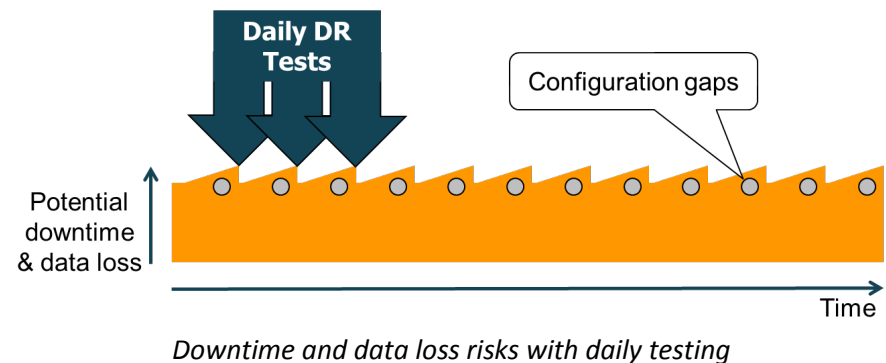 Daily DR
Tests
Configuration gaps
Potential
downtime
& data loss
Time
Downtime and data loss risks with daily testing